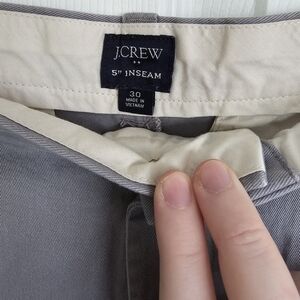 J.CREW
5" INSEAM
30
MADE IN
VIETNAM